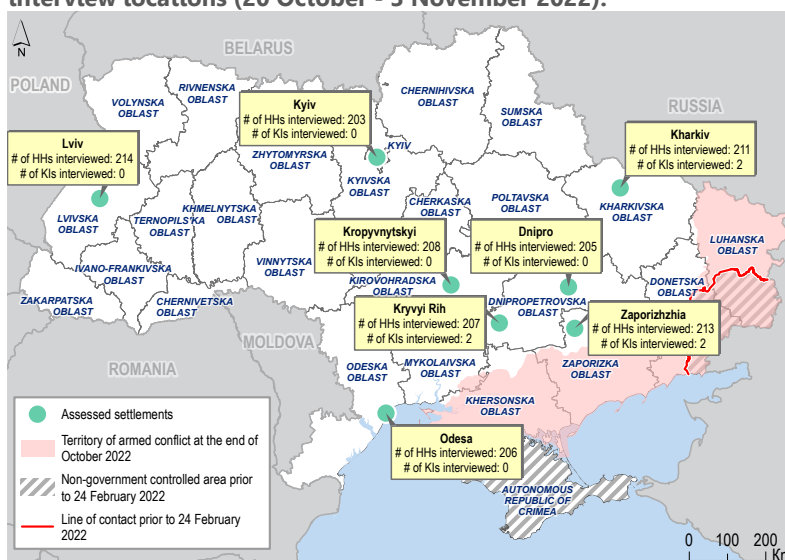 interview locations (20 October - 3 November 2022):
N
BELARUS
POLAND
RUSSIA
ROMANIA
MOLDOVA
VOLYNSKA
OBLAST
RIVNENSKA
OBLAST
CHERNIHIVSKA
OBLAST
SUMSKA
OBLAST
Kyiv
# of HHs interviewed: 203
# of KIs interviewed: 0
Lviv
# of HHs interviewed: 214
# of KIs interviewed: 0
Kharkiv
# of HHs interviewed: 211
# of KIs interviewed: 2
KYIV
ZHYTOMYRSKA
OBLAST
KYIVSKA
OBLAST
LVIVSKA
OBLAST
TERNOPILS'KA
OBLAST
KHMELNYTSKA
OBLAST
CHERKASKA
OBLAST
POLTAVSKA
OBLAST
KHARKIVSKA
OBLAST
LUHANSKA
OBLAST
Kropyvnytskyi
# of HHs interviewed: 208
# of KIs interviewed: 0
Dnipro
# of HHs interviewed: 205
# of KIs interviewed: 0
IVANO-FRANKIVSKA
OBLAST
VINNYTSKA
OBLAST
KIROVOHRADSKA
OBLAST
DONETSKA
OBLAST
ZAKARPATSKA
OBLAST
CHERNIVETSKA
OBLAST
DNIPROPETROVSKA
OBLAST
Kryvyi Rih
# of HHs interviewed: 207
# of KIs interviewed: 2
Zaporizhzhia
# of HHs interviewed: 213
# of KIs interviewed: 2
ODESKA
OBLAST
MYKOLAIVSKA
OBLAST
ZAPORIZKA
OBLAST
KHERSONSKA
OBLAST
Odesa
# of HHs interviewed: 206
# of KIs interviewed: 0
AUTONOMOUS
REPUBLIC OF
CRIMEA
Assessed settlements
Territory of armed conflict at the end of
October 2022
Non-government controlled area prior
to 24 February 2022
Line of contact prior to 24 February
2022
0 100 200